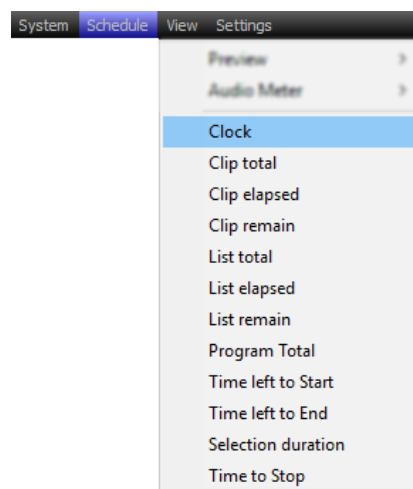 System Schedule View Settings
Preview
Audio Meter
Clock
Clip total
Clip elapsed
Clip remain
List total
List elapsed
List remain
Program Total
Time left to Start
Time left to End
Selection duration
Time to Stop